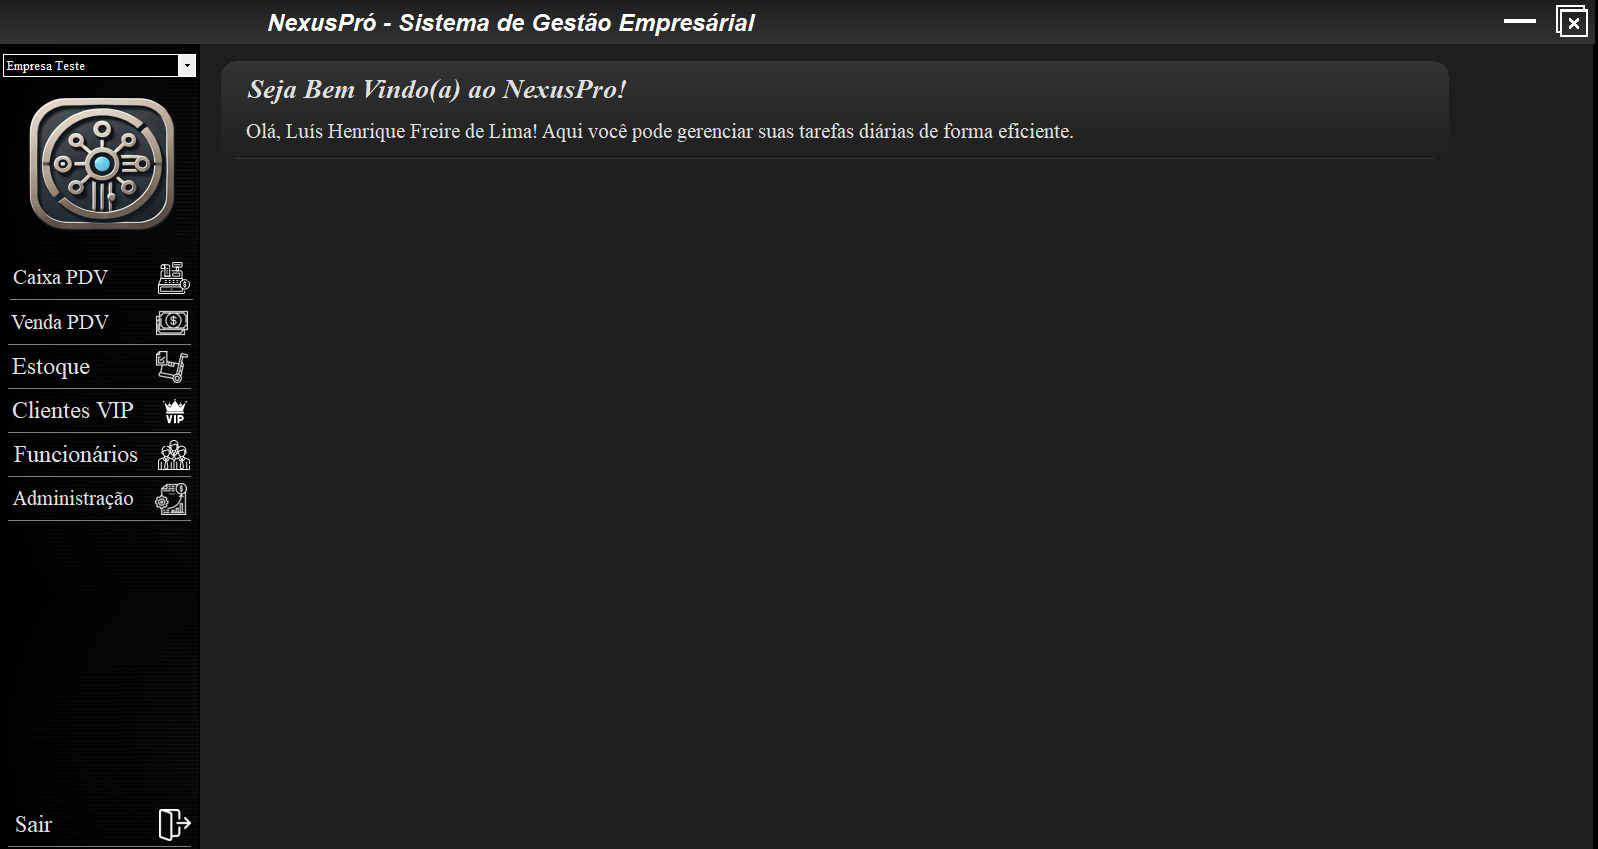 NexusPró - Sistema de Gestão Empresárial
Empresa Teste
Seja Bem Vindo(a) ao NexusPro!
Olá, Luís Henrique Freire de Lima! Aqui você pode gerenciar suas tarefas diárias de forma eficiente.
Caixa PDV
Venda PDV
Estoque
Clientes VIP
VIP
Funcionários
Administração
Sair